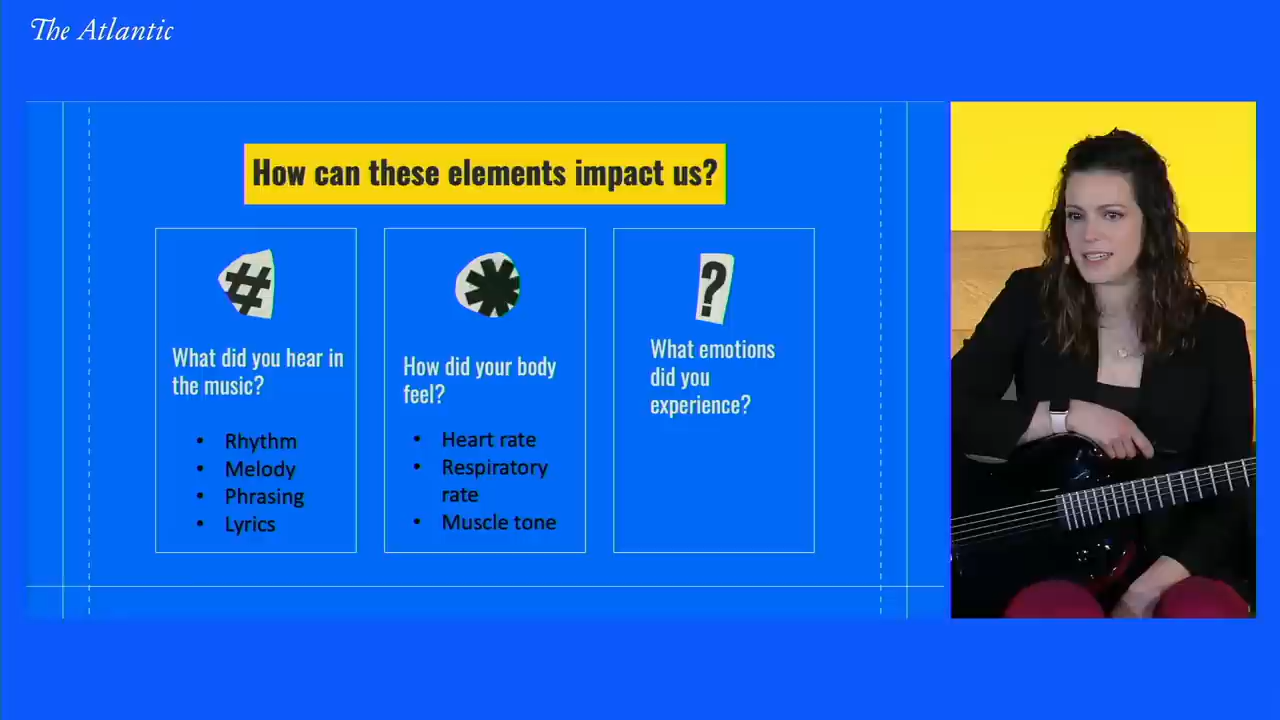 The Atlantic
How can these elements impact us?
#
What did you hear in
the music?
• Rhythm
• Melody
• Phrasing
• Lyrics
*
How did your body
feel?
• Heart rate
• Respiratory
rate
• Muscle tone
?
What emotions
did you
experience?